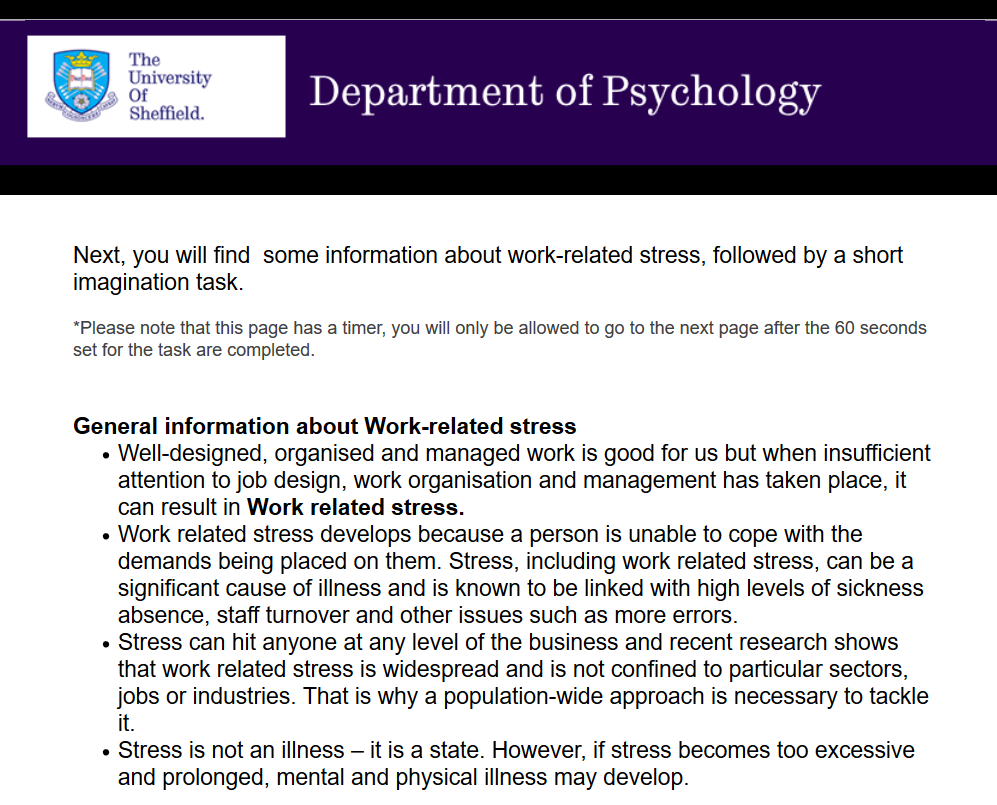 The
University
Of
Sheffield.
Department of Psychology
Next, you will find  some information about work-related stress, followed by a short
imagination task.
*Please note that this page has a timer, you will only be allowed to go to the next page after the 60 seconds
set for the task are completed.
General information about Work-related stress
• Well-designed, organised and managed work is good for us but when insufficient
attention to job design, work organisation and management has taken place, it
can result in Work related stress.
• Work related stress develops because a person is unable to cope with the
demands being placed on them. Stress, including work related stress, can be a
significant cause of illness and is known to be linked with high levels of sickness
absence, staff turnover and other issues such as more errors.
• Stress can hit anyone at any level of the business and recent research shows
that work related stress is widespread and is not confined to particular sectors,
jobs or industries. That is why a population-wide approach is necessary to tackle
it.
• Stress is not an illness – it is a state. However, if stress becomes too excessive
and prolonged, mental and physical illness may develop.